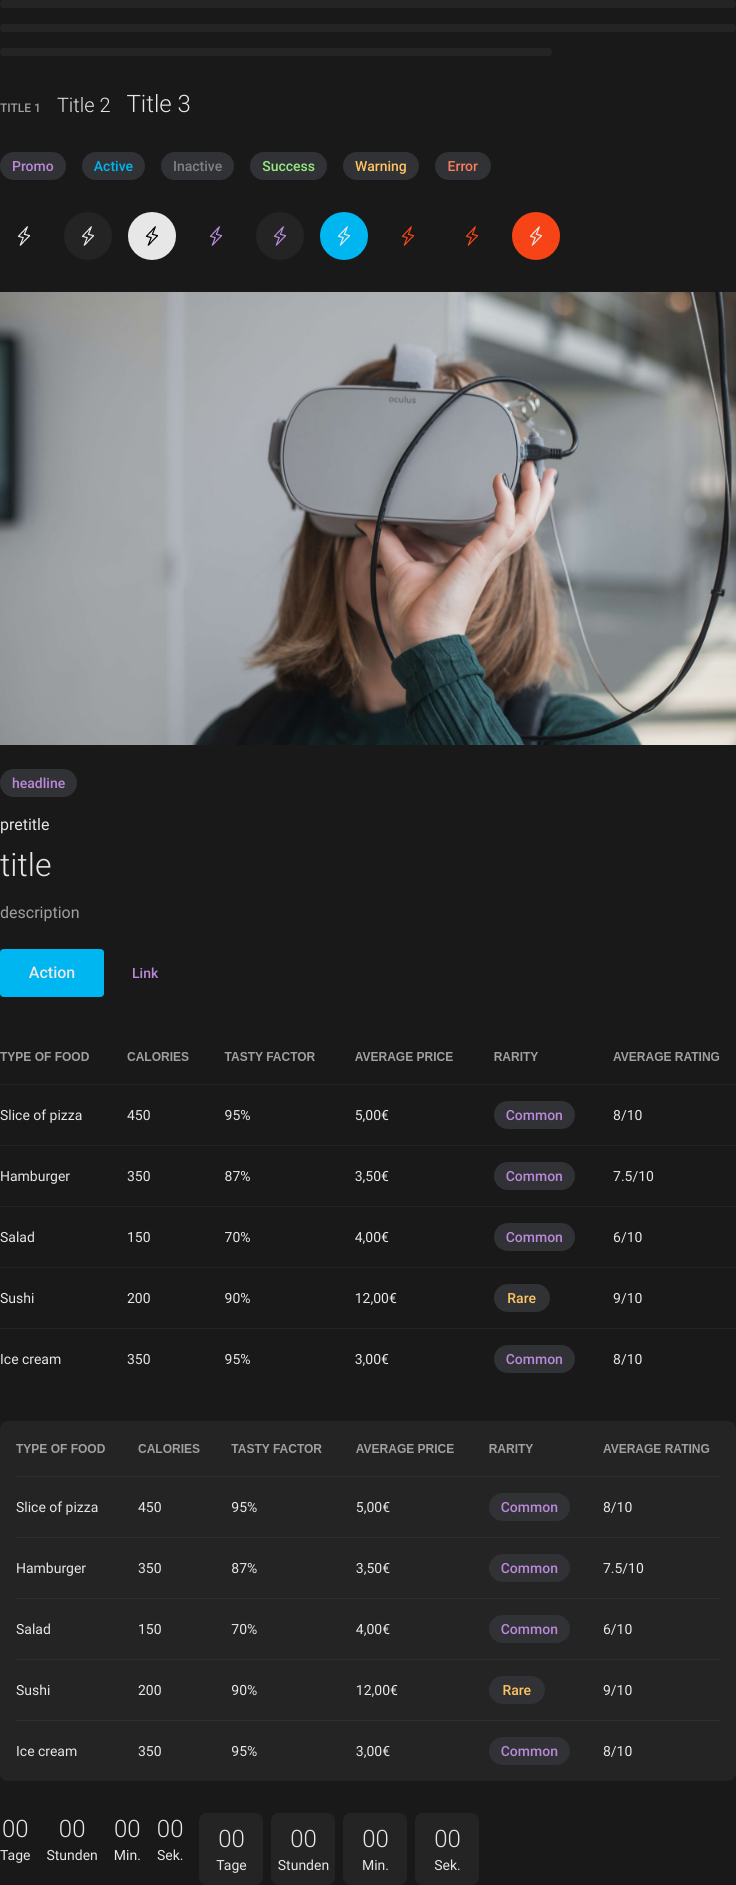 TITLE 1 Title 2 Title 3
Promo Active Inactive Success Warning Error
oculus
headline
pretitle
title
description
Action Link
TYPE OF FOOD CALORIES TASTY FACTOR AVERAGE PRICE RARITY AVERAGE RATING
Slice of pizza 450 95% 5,00€ Common 8/10
Hamburger 350 87% 3,50€ Common 7.5/10
Salad 150 70% 4,00€ Common 6/10
Sushi 200 90% 12,00€ Rare 9/10
Ice cream 350 95% 3,00€ Common 8/10
TYPE OF FOOD CALORIES TASTY FACTOR AVERAGE PRICE RARITY AVERAGE RATING
Slice of pizza 450 95% 5,00€ Common 8/10
Hamburger 350 87% 3,50€ Common 7.5/10
Salad 150 70% 4,00€ Common 6/10
Sushi 200 90% 12,00€ Rare 9/10
Ice cream 350 95% 3,00€ Common 8/10
00 00 00 00 00 00 00 00
Tage Stunden Min. Sek. Tage Stunden Min. Sek.